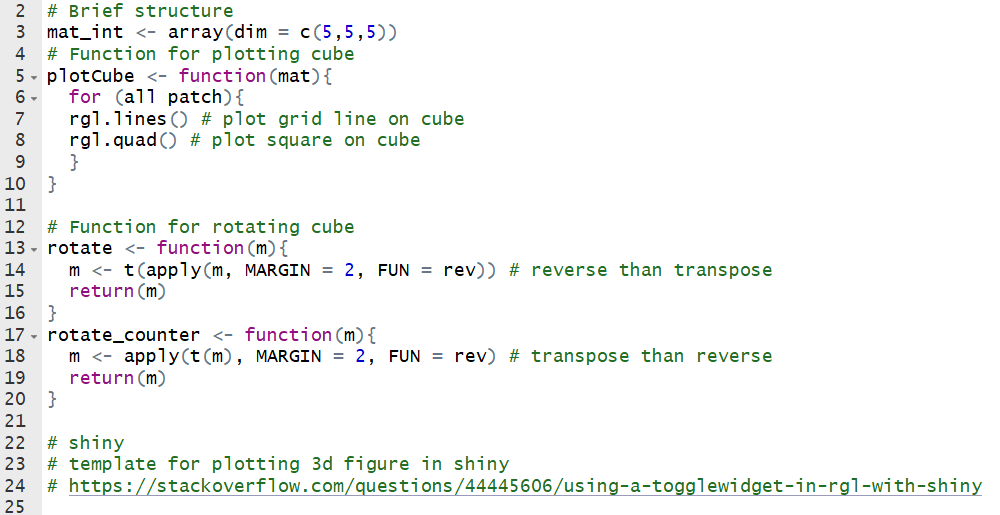 2 # Brief structure
3 mat_int <- array(dim = c(5,5,5))
4 # Function for plotting cube
5 plotCube <- function(mat){
6   for (all patch){
7   rgl.lines() # plot grid line on cube
8   rgl.quad() # plot square on cube
9   }
10 }
11
12 # Function for rotating cube
13 rotate <- function(m){
14   m <- t(apply(m, MARGIN = 2, FUN = rev)) # reverse than transpose
15   return(m)
16 }
17 rotate_counter <- function(m){
18   m <- apply(t(m), MARGIN = 2, FUN = rev) # transpose than reverse
19   return(m)
20 }
21
22 # shiny
23 # template for plotting 3d figure in shiny
24 # https://stackoverflow.com/questions/44445606/using-a-togglewidget-in-rgl-with-shiny
25